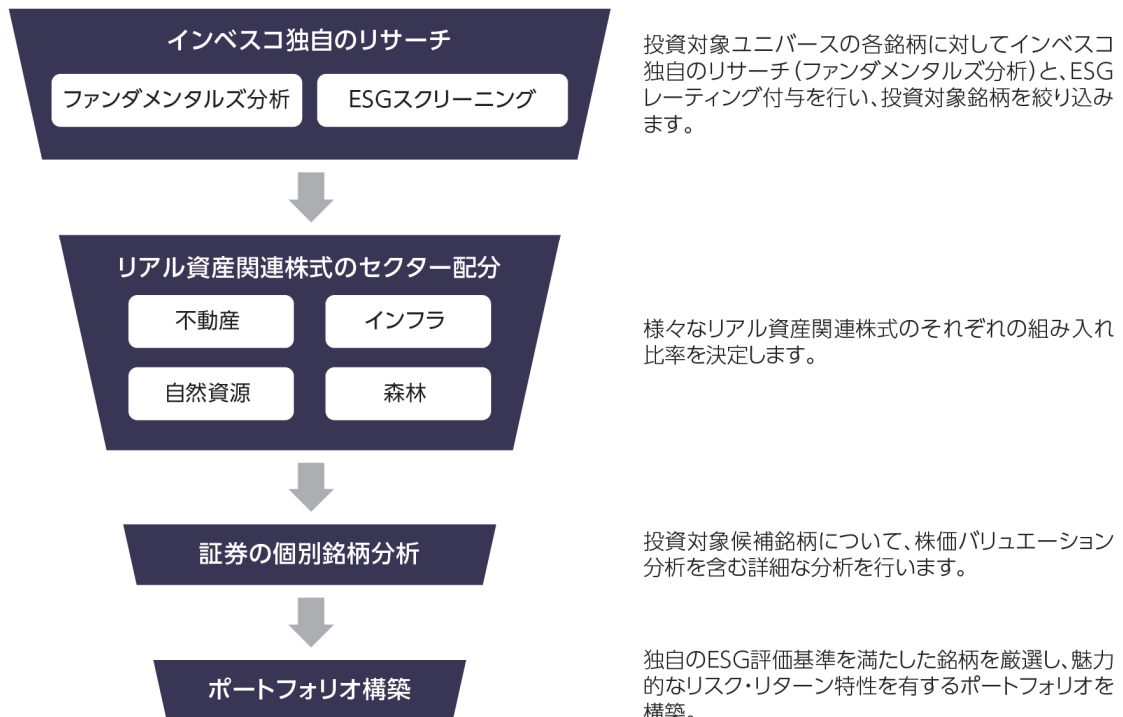 インベスコ独自のリサーチ
ファンダメンタルズ分析
ESGスクリーニング
投資対象ユニバースの各銘柄に対してインベスコ
独自のリサーチ(ファンダメンタルズ分析)と、ESG
レーティング付与を行い、投資対象銘柄を絞り込み
ます。
リアル資産関連株式のセクター配分
不動産
インフラ
自然資源
森林
様々なリアル資産関連株式のそれぞれの組み入れ
比率を決定します。
証券の個別銘柄分析
投資対象候補銘柄について、株価バリュエーション
分析を含む詳細な分析を行います。
ポートフォリオ構築
独自のESG評価基準を満たした銘柄を厳選し、魅力
的なリスク・リターン特性を有するポートフォリオを
構築。